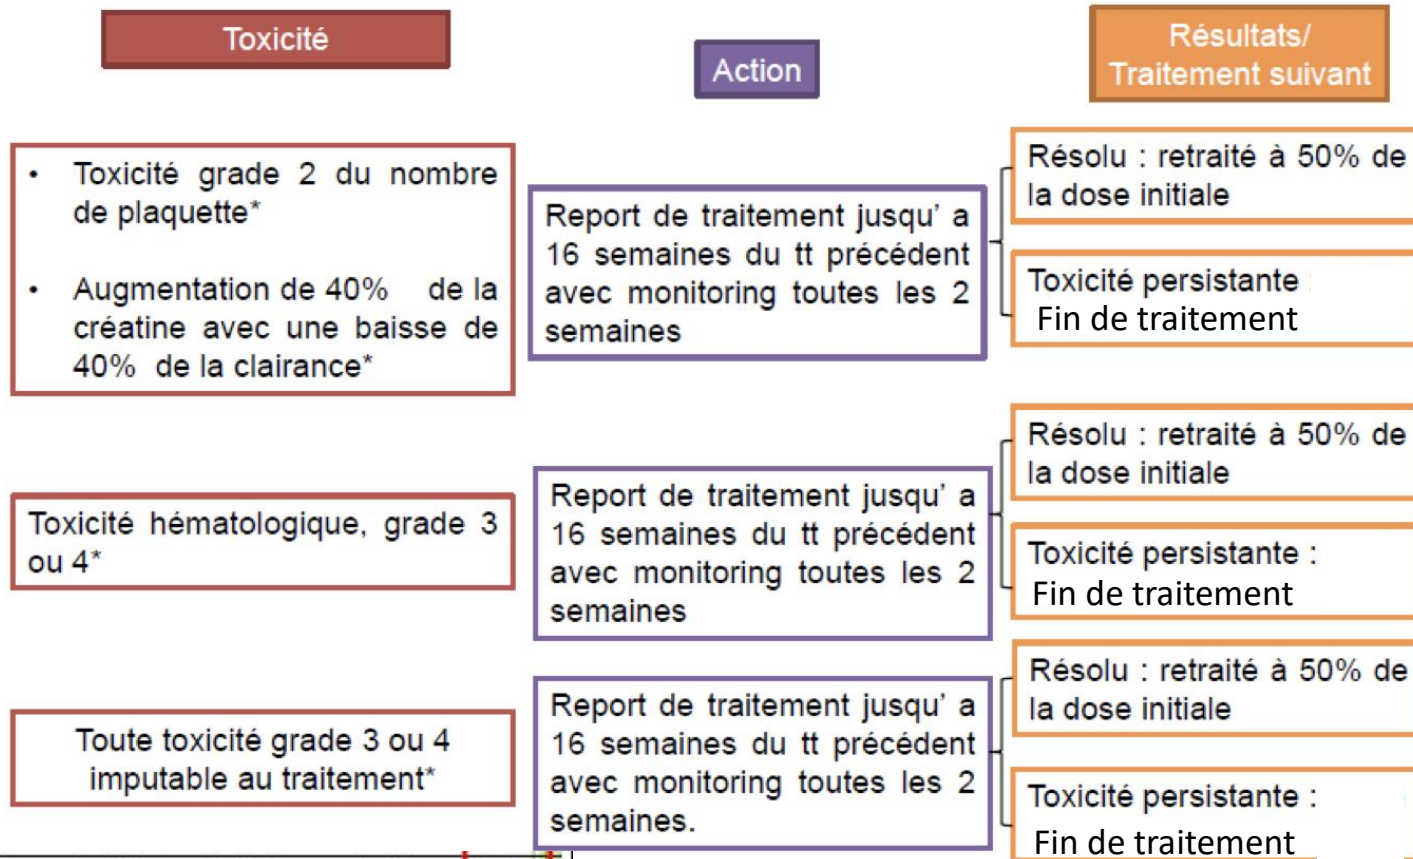 Toxicité
Action
Résultats/
Traitement suivant
• Toxicité grade 2 du nombre
de plaquette*
• Augmentation de 40% de la
créatine avec une baisse de
40% de la clairance*
Report de traitement jusqu' a
16 semaines du tt précédent
avec monitoring toutes les 2
semaines
Résolu : retraité à 50% de
la dose initiale
Toxicité persistante :
Fin de traitement
Toxicité hématologique, grade 3
ou 4*
Report de traitement jusqu' a
16 semaines du tt précédent
avec monitoring toutes les 2
semaines
Résolu : retraité à 50% de
la dose initiale
Toxicité persistante :
Fin de traitement
Toute toxicité grade 3 ou 4
imputable au traitement*
Report de traitement jusqu' a
16 semaines du tt précédent
avec monitoring toutes les 2
semaines.
Résolu : retraité à 50% de
la dose initiale
Toxicité persistante :
Fin de traitement